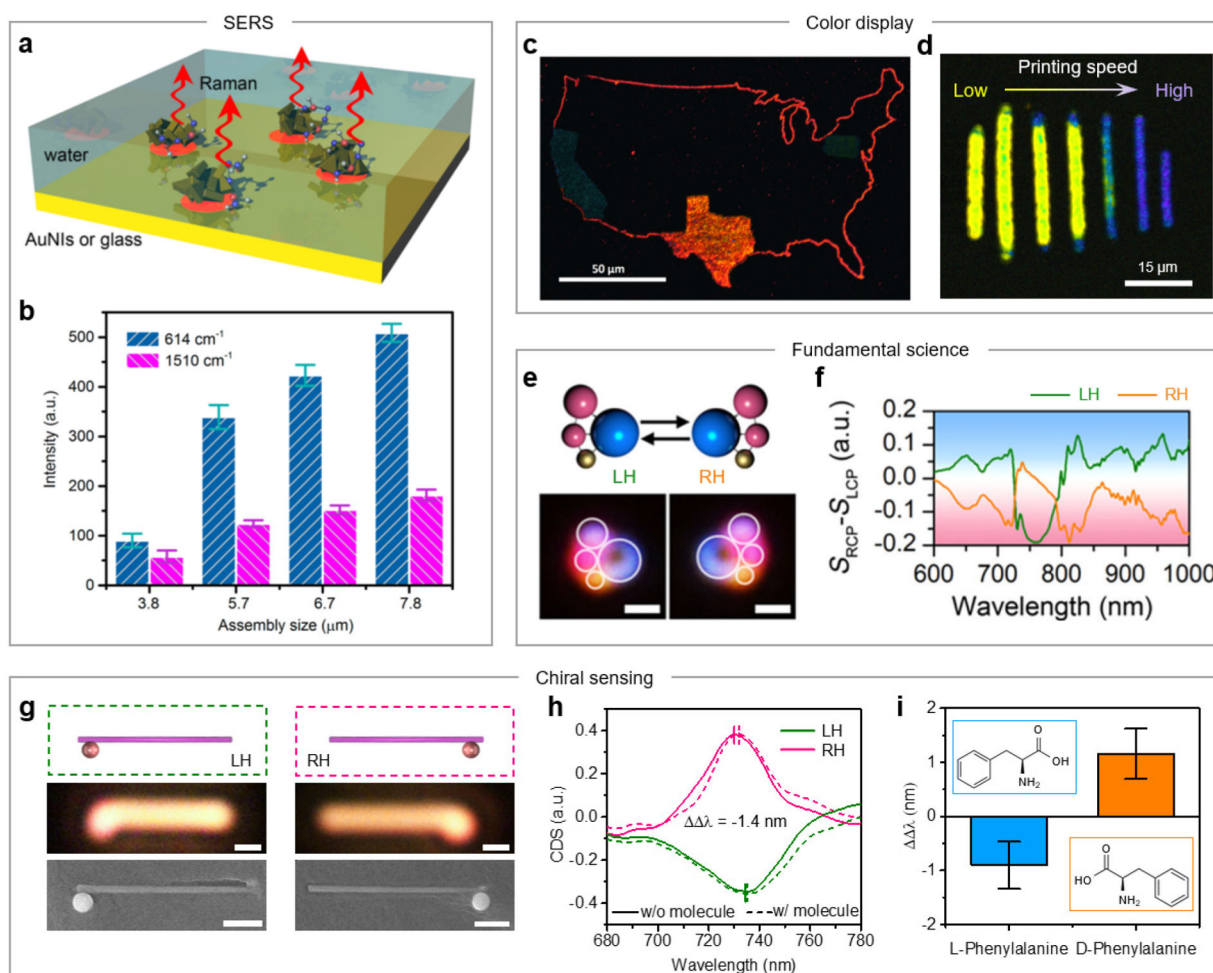 SERS
a
Raman
water
AuNIs or glass
b
614 cm⁻¹
1510 cm⁻¹
Intensity (a.u.)
500
400
300
200
100
0
3.8 5.7 6.7 7.8
Assembly size (μm)
Color display
c
50 μm
d
Printing speed
Low High
15 μm
Fundamental science
e
LH RH
f
LH RH
S_RCP-S_LCP (a.u.)
0.2
0.1
0.0
-0.1
-0.2
600 700 800 900 1000
Wavelength (nm)
Chiral sensing
g
LH RH
h
LH
RH
CDS (a.u.)
0.4
0.2
0.0
-0.2
-0.4
ΔΔλ = -1.4 nm
w/o molecule w/ molecule
680 700 720 740 760 780
Wavelength (nm)
i
ΔΔλ (nm)
2
1
0
-1
-2
O
OH
NH₂
O
HO
NH₂
L-Phenylalanine D-Phenylalanine